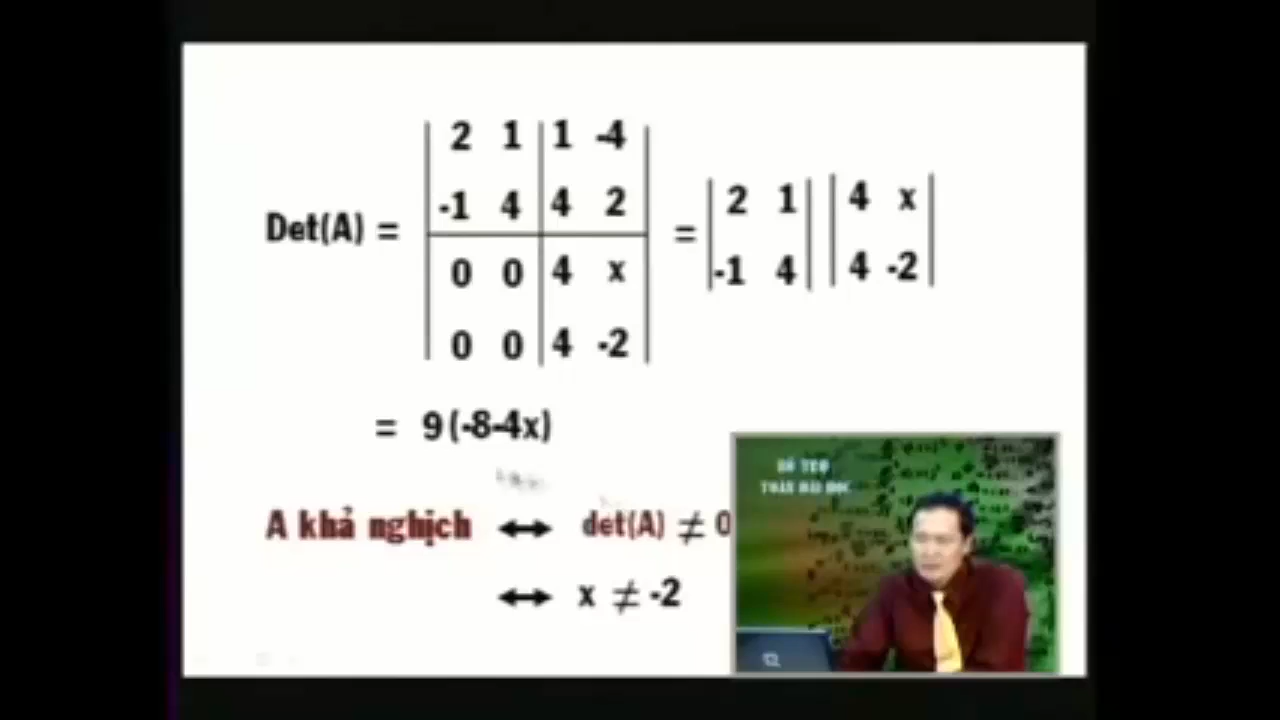 2 1 1 -4
-1 4 4 2
Det(A) =
0 0 4 x
0 0 4 -2
= 2 1 4 x
-1 4 4 -2
= 9(-8-4x)
A khả nghịch ↔ det(A) ≠ 0
↔ x ≠ -2